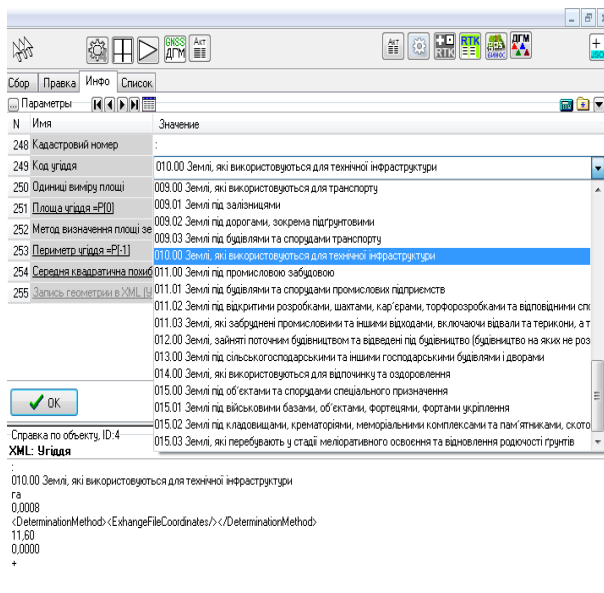 GNSS ДГМ
Акт
Акт
RTK
RTK
ДГМ
Сбор Правка Инфо Список
... Параметры
N Имя Значение
248 Кадастровий номер :
249 Код угіддя 010.00 Землі, які використовуються для технічної інфраструктури
250 Одиниці виміру площі
251 Площа угіддя =P[0]
252 Метод визначення площі зе
253 Периметр угіддя =P[-1]
254 Середня квадратична похиб
255 Запись геометрии в XML (У
009.00 Землі, які використовуються для транспорту
009.01 Землі під залізницями
009.02 Землі під дорогами, зокрема підґрунтовими
009.03 Землі під будівлями та спорудами транспорту
010.00 Землі, які використовуються для технічної інфраструктури
011.00 Землі під промисловою забудовою
011.01 Землі під будівлями та спорудами промислових підприємств
011.02 Землі під відкритими розробками, шахтами, кар'єрами, торфорозробками та відповідними спо
011.03 Землі, які забруднені промисловими та іншими відходами, включаючи відвали та терикони, а т
012.00 Землі, зайняті поточним будівництвом та відведені під будівництво (будівництво на яких не роз
013.00 Землі під сільськогосподарськими та іншими господарськими будівлями і дворами
014.00 Землі, які використовуються для відпочинку та оздоровлення
015.00 Землі під об'єктами та спорудами спеціального призначення
015.01 Землі під військовими базами, об'єктами, фортецями, фортами укріплення
015.02 Землі під кладовищами, крематоріями, меморіальними комплексами та пам'ятниками, ското
015.03 Землі, які перебувають у стадії меліоративного освоєння та відновлення родючості ґрунтів
OK
Справка по объекту, ID:4
XML: Угіддя
:
010.00 Землі, які використовуються для технічної інфраструктури
га
0,0008
<DeterminationMethod><ExhangeFileCoordinates/></DeterminationMethod>
11,60
0,0000
+